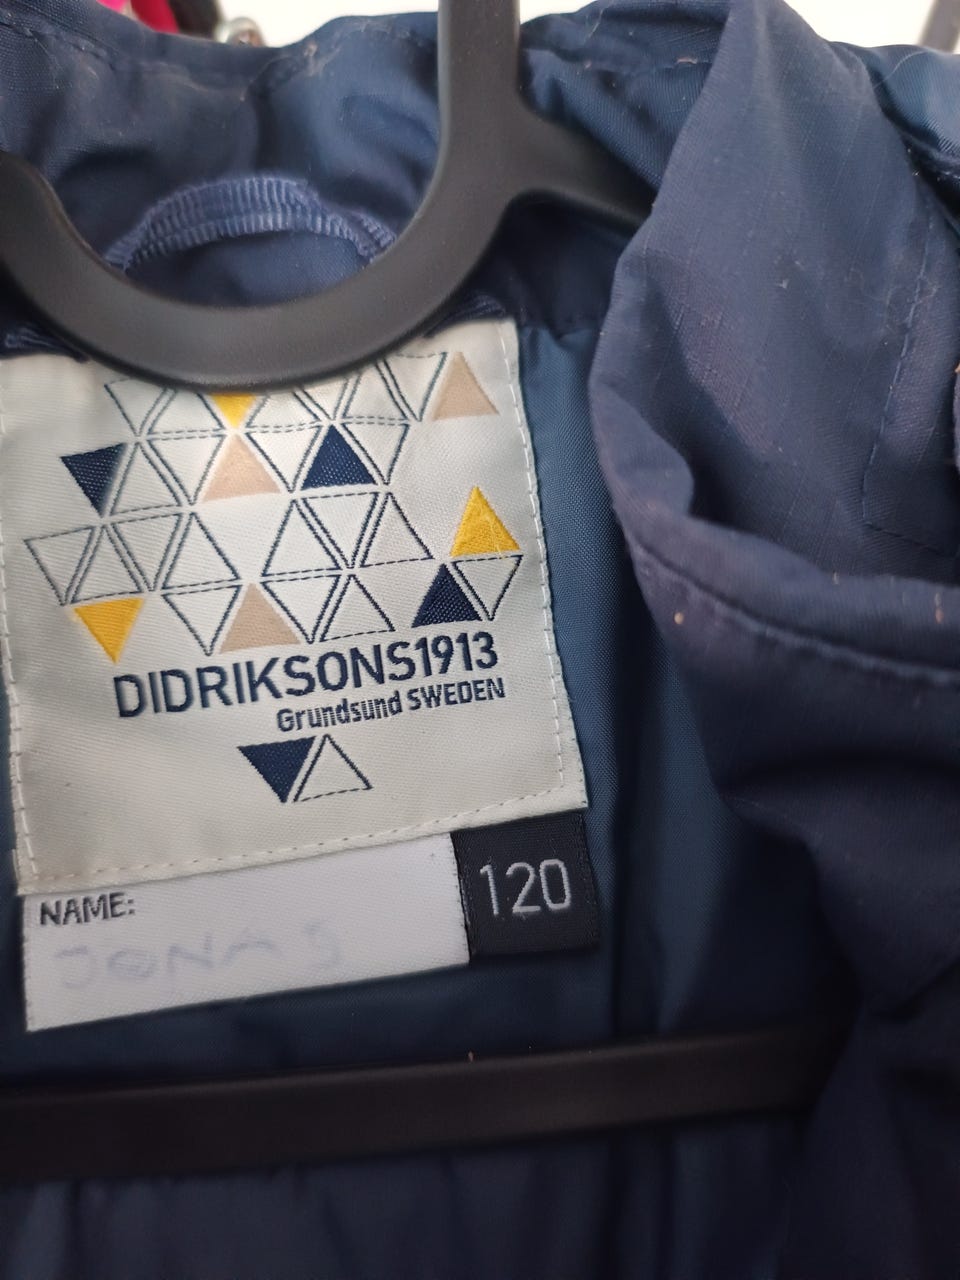 DIDRIKSONS1913
Grundsund SWEDEN
NAME:
JONAS
120